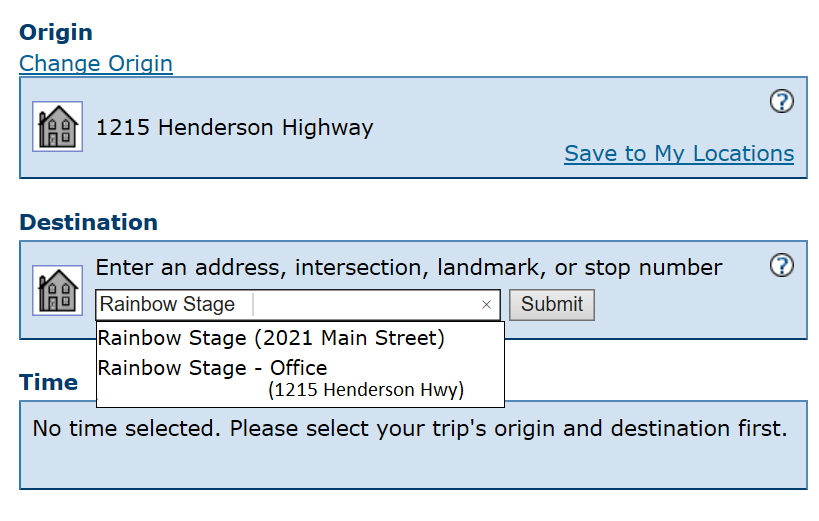 Origin
Change Origin
1215 Henderson Highway
Save to My Locations
Destination
Enter an address, intersection, landmark, or stop number
Rainbow Stage
Submit
Rainbow Stage (2021 Main Street)
Rainbow Stage - Office
(1215 Henderson Hwy)
Time
No time selected. Please select your trip's origin and destination first.